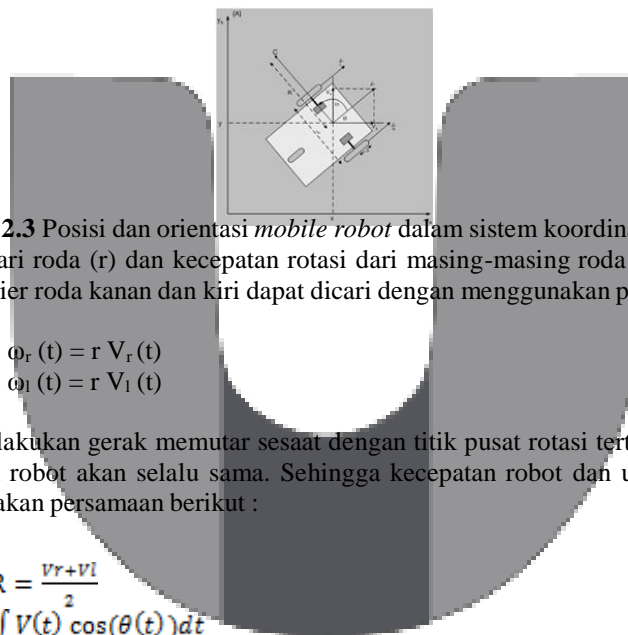 {A}
2.3 Posisi dan orientasi mobile robot dalam sistem koordina
ari roda (r) dan kecepatan rotasi dari masing-masing roda
ier roda kanan dan kiri dapat dicari dengan menggunakan p
ωr (t) = r Vr (t)
ωl (t) = r Vl (t)
lakukan gerak memutar sesaat dengan titik pusat rotasi tert
robot akan selalu sama. Sehingga kecepatan robot dan u
akan persamaan berikut :
R = Vr+Vl / 2
∫ V(t) cos(θ(t))dt